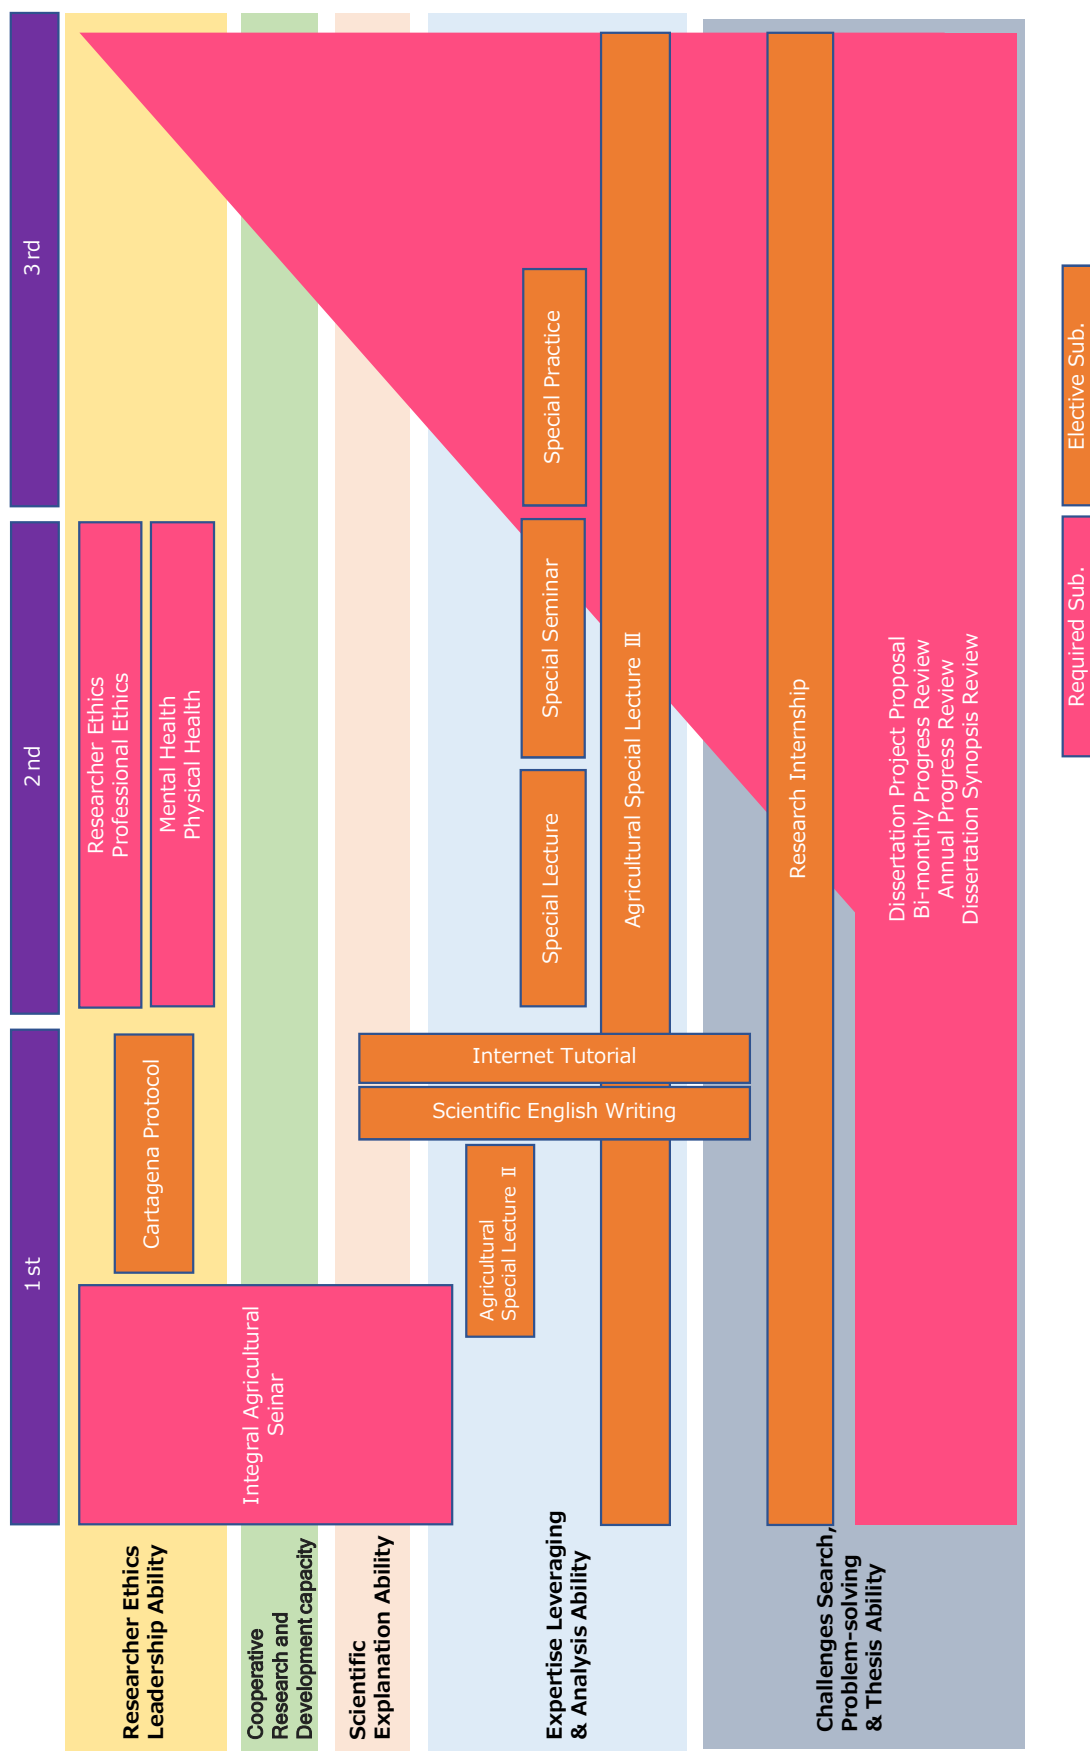 1st
2nd
3rd
Researcher Ethics
Leadership Ability
Integral Agricultural
Seinar
Cartagena Protocol
Researcher Ethics
Professional Ethics
Mental Health
Physical Health
Cooperative
Research and
Development capacity
Scientific
Explanation Ability
Internet Tutorial
Scientific English Writing
Expertise Leveraging
& Analysis Ability
Agricultural
Special Lecture Ⅱ
Special Lecture
Special Seminar
Special Practice
Agricultural Special Lecture Ⅲ
Challenges Search,
Problem-solving
& Thesis Ability
Research Internship
Dissertation Project Proposal
Bi-monthly Progress Review
Annual Progress Review
Dissertation Synopsis Review
Required Sub.
Elective Sub.